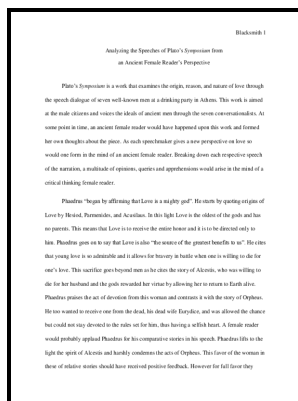 Blacksmith 1
Analyzing the Speeches of Plato's Symposium from
an Ancient Female Reader's Perspective
Plato's Symposium is a work that examines the origin, reason, and nature of love through
the speech dialogue of seven well-known men at a drinking party in Athens. This work is aimed
at the male citizens and voices the ideals of ancient men through the seven conversationalists. At
some point in time, an ancient female reader would have happened upon this work and formed
her own thoughts about the piece. As each speechmaker gives a new perspective on love so
would one form in the mind of an ancient female reader. Breaking down each respective speech
of the narration, a multitude of opinions, queries and apprehensions would arise in the mind of a
critical thinking female reader.
Phaedrus "began by affirming that Love is a mighty god". He starts by quoting origins of
Love by Hesiod, Parmenides, and Acusilaus. In this light Love is the oldest of the gods and has
no parents. This means that Love is to receive the entire honor and it is to be directed only to
him. Phaedrus goes on to say that Love is also "the source of the greatest benefits to us". He cites
that young love is so admirable and it allows for bravery in battle when one is willing to die for
one's love. This sacrifice goes beyond men as he cites the story of Alcestis, who was willing to
die for her husband and the gods rewarded her virtue by allowing her to return to Earth alive.
Phaedrus praises the act of devotion from this woman and contrasts it with the story of Orpheus.
He too wanted to receive one from the dead, his dead wife Eurydice, and was allowed the chance
but could not stay devoted to the rules set for him, thus having a selfish heart. A female reader
would probably applaud Phaedrus for his comparative stories in his speech. Phaedrus lifts to the
light the spirit of Alcestis and harshly condemns the acts of Orpheus. This favor of the woman in
these of relative stories should have received positive feedback. However for fall favor they